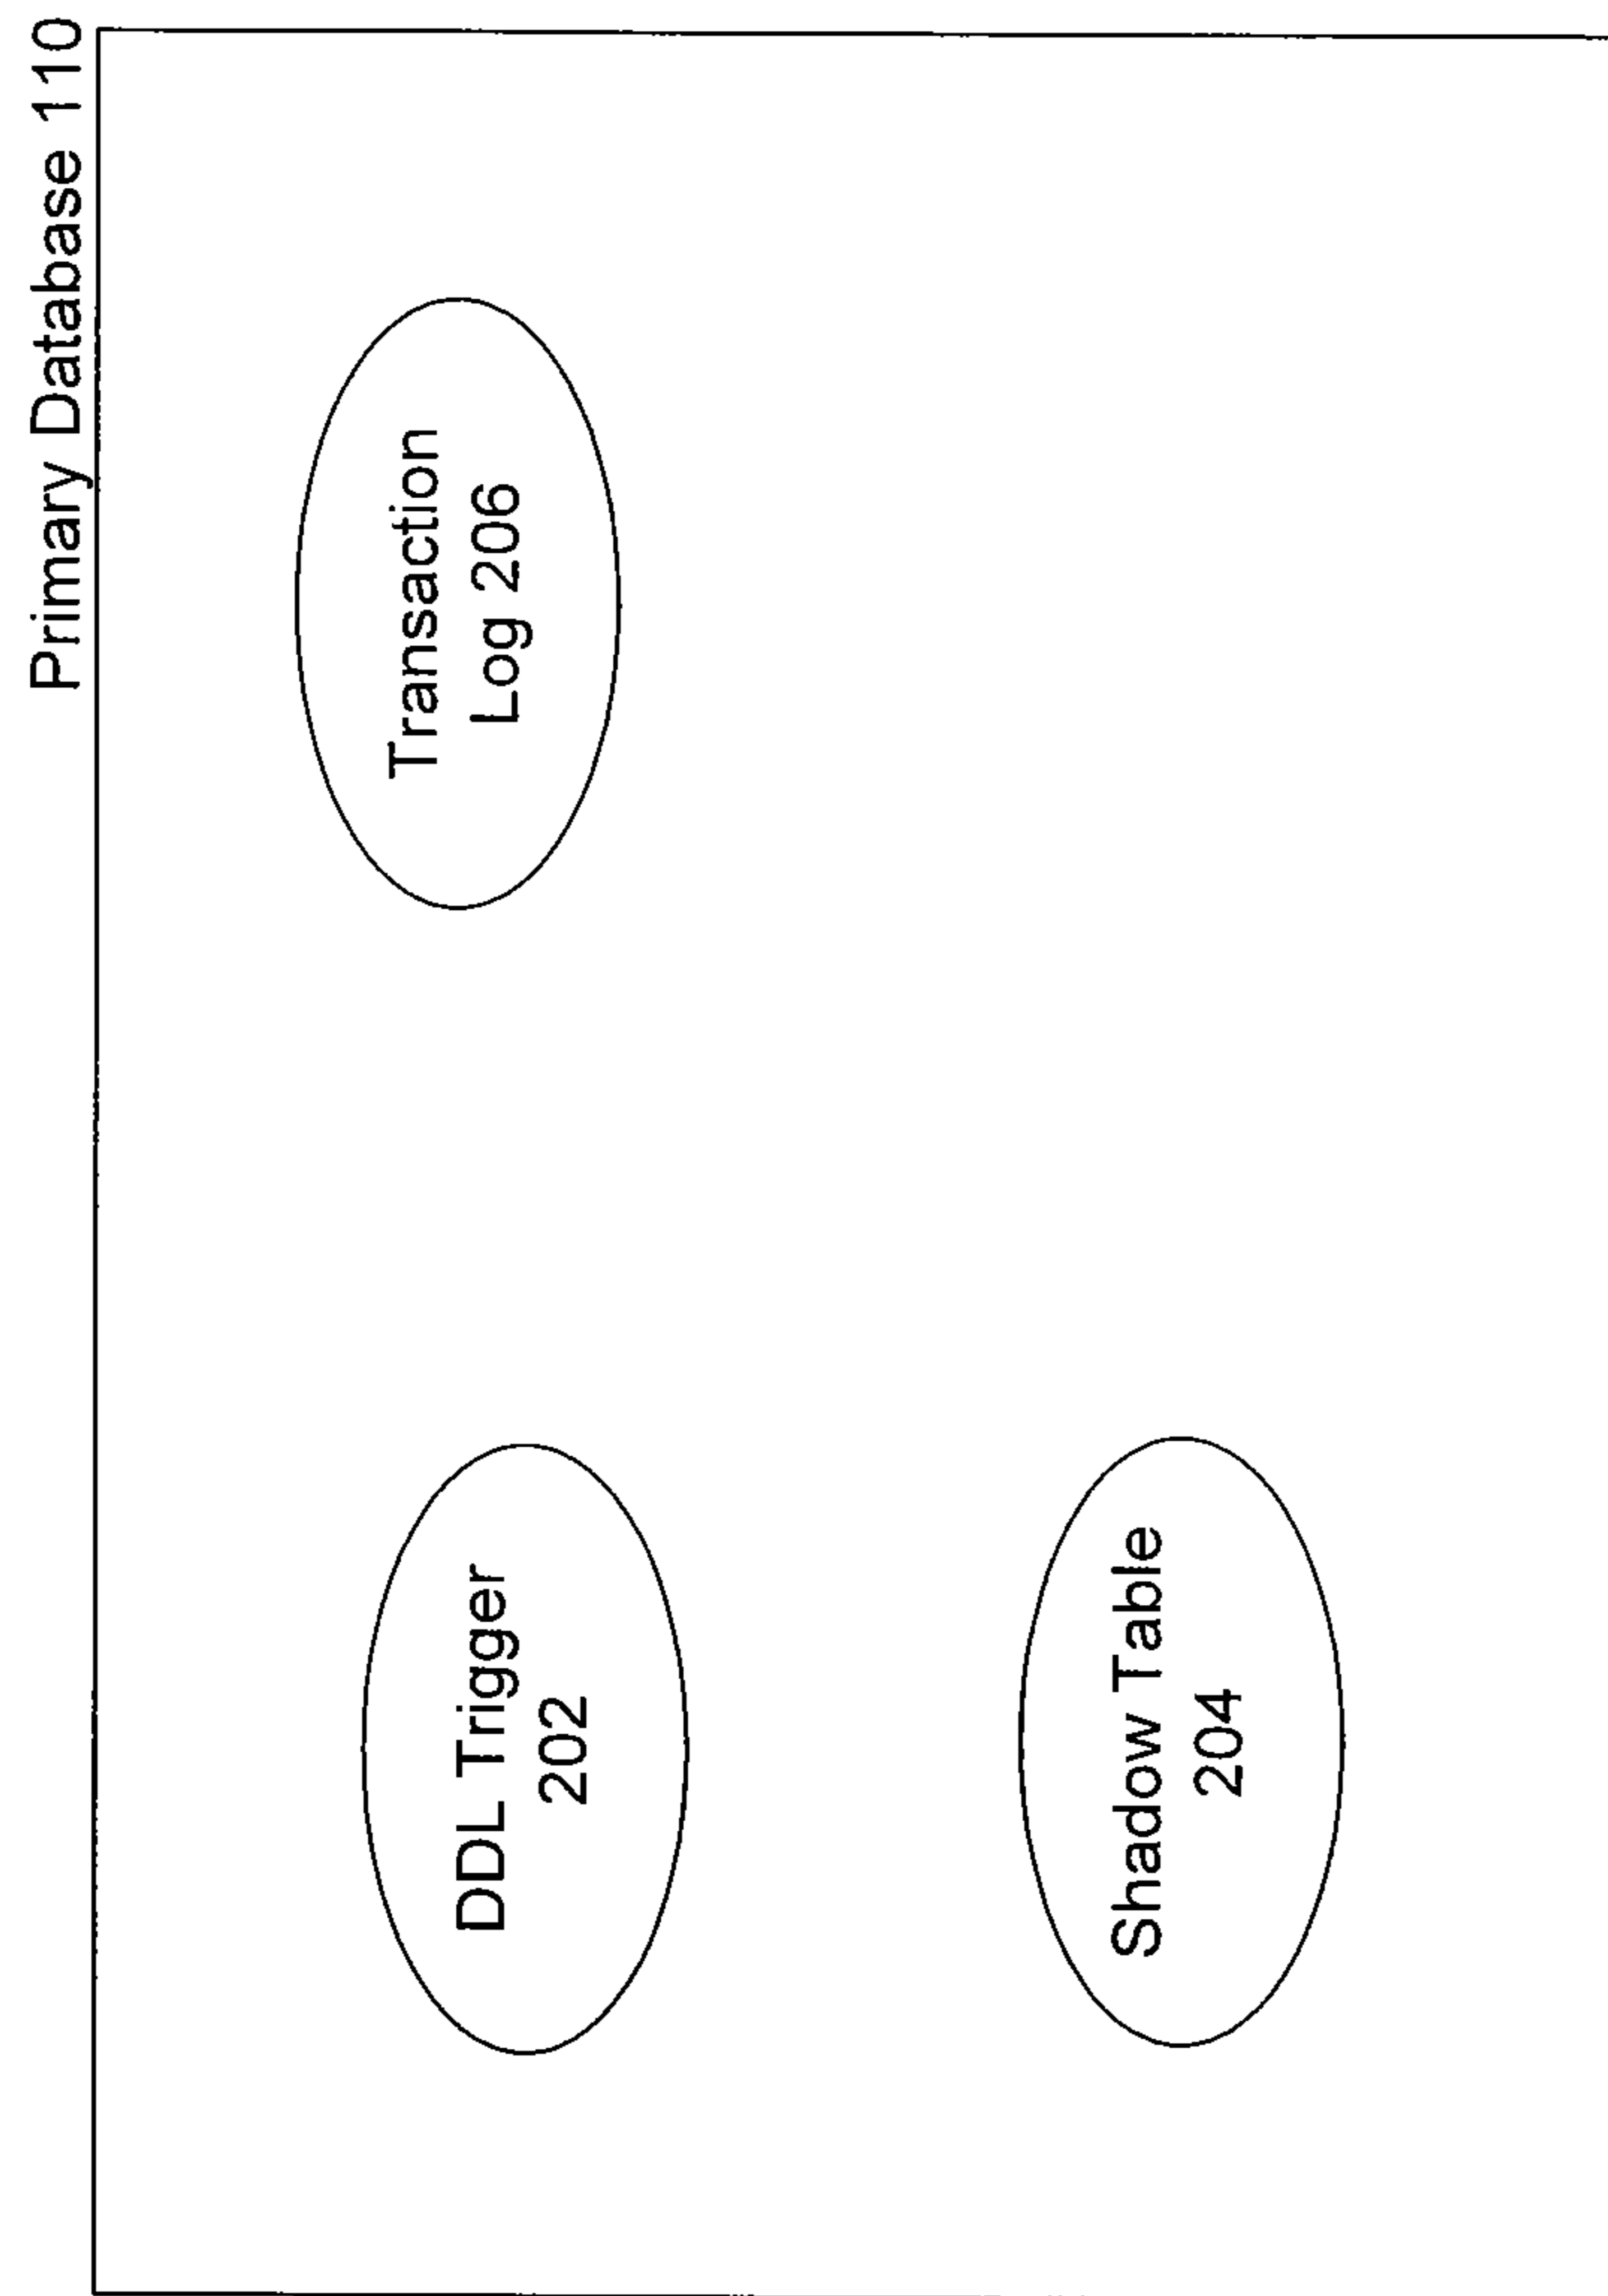 Primary Database 110
DDL Trigger
202
Transaction
Log 206
Shadow Table
204